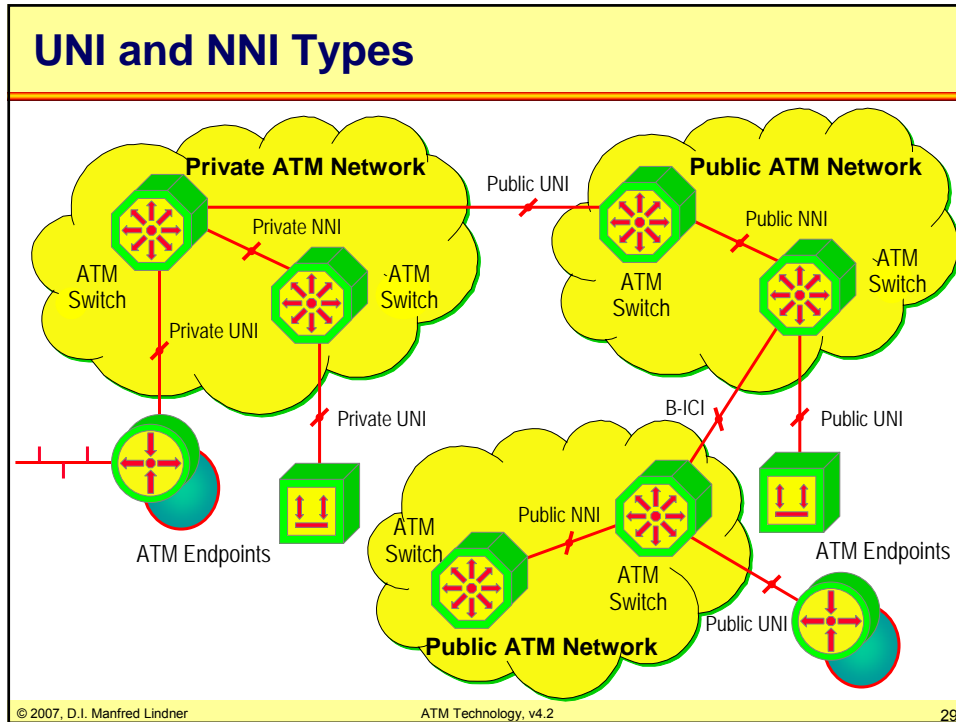 UNI and NNI Types
Private ATM Network
Public ATM Network
Public UNI
Private NNI
Public NNI
ATM
Switch
ATM
Switch
ATM
Switch
ATM
Switch
Private UNI
Private UNI
B-ICI
Public UNI
ATM Endpoints
ATM
Switch
Public NNI
ATM
Switch
ATM Endpoints
Public UNI
Public ATM Network
© 2007, D.I. Manfred Lindner
ATM Technology, v4.2
29